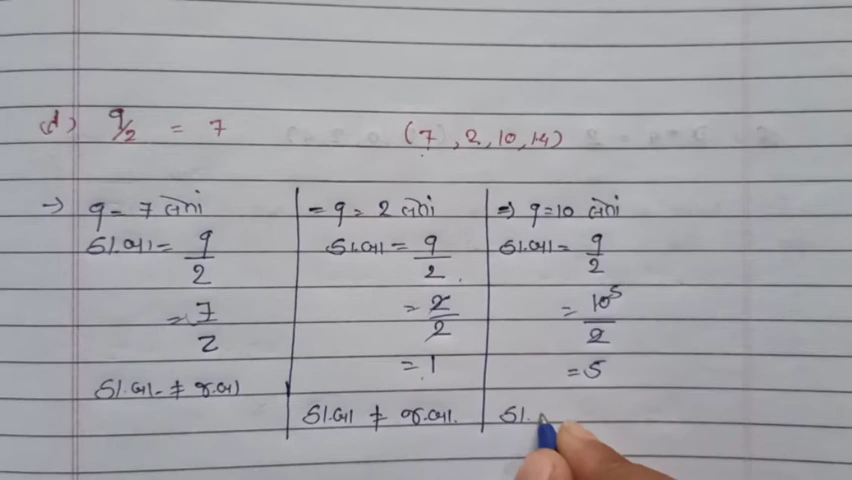 (d) q/2 = 7 (7, 2, 10, 14)
→ q = 7 લેતાં
ડા.બા = q/2
= 7/2
ડા.બા. ≠ જ.બા
= q = 2 લેતાં
ડા.બા = q/2
= 2/2
= 1
ડા.બા ≠ જ.બા.
⇒ q = 10 લેતાં
ડા.બા = q/2
= 10⁵/2
= 5
ડા.